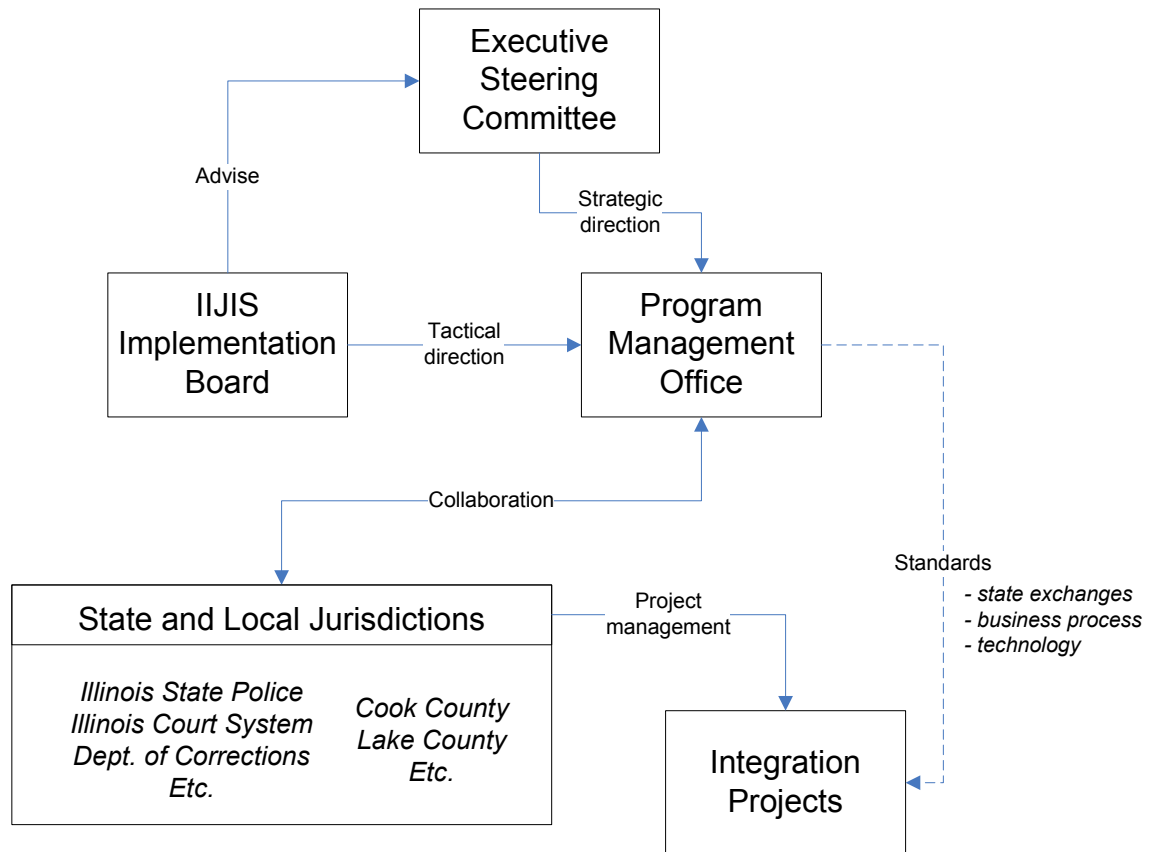 Executive
Steering
Committee
Advise
Strategic
direction
IIJIS
Implementation
Board
Tactical
direction
Program
Management
Office
Collaboration
Standards
- state exchanges
- business process
- technology
State and Local Jurisdictions
Project
management
Illinois State Police
Illinois Court System
Dept. of Corrections
Etc.
Cook County
Lake County
Etc.
Integration
Projects